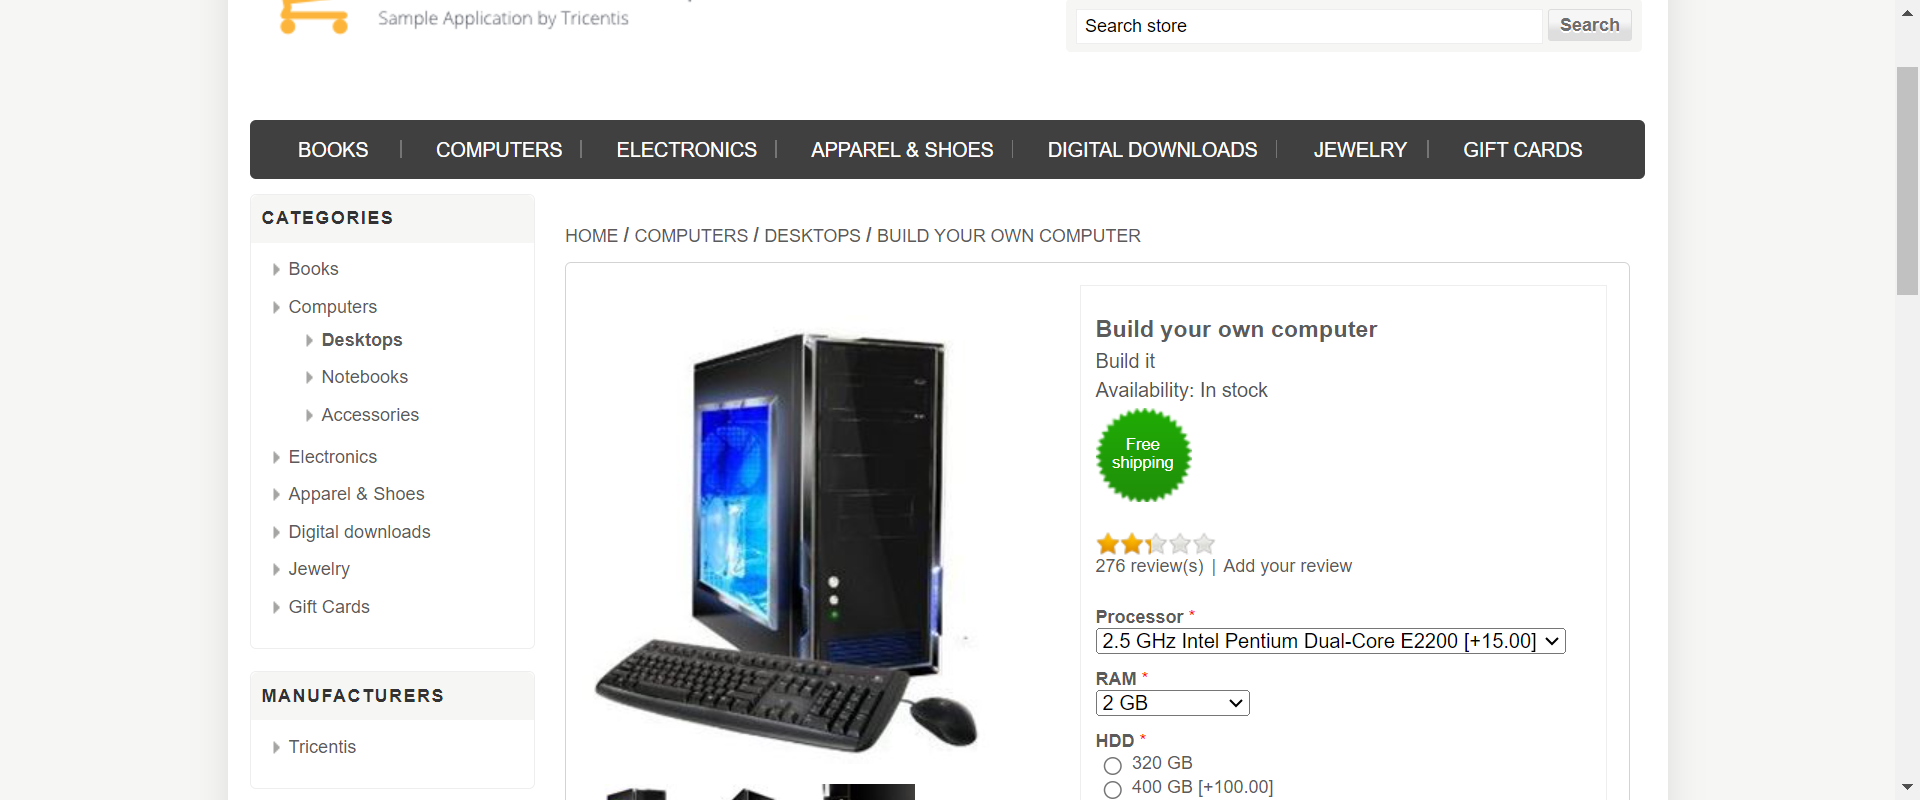 Sample Application by Tricentis
Search store
Search
BOOKS
COMPUTERS
ELECTRONICS
APPAREL & SHOES
DIGITAL DOWNLOADS
JEWELRY
GIFT CARDS
CATEGORIES
Books
Computers
Desktops
Notebooks
Accessories
Electronics
Apparel & Shoes
Digital downloads
Jewelry
Gift Cards
MANUFACTURERS
Tricentis
HOME / COMPUTERS / DESKTOPS / BUILD YOUR OWN COMPUTER
Build your own computer
Build it
Availability: In stock
Free
shipping
276 review(s) | Add your review
Processor *
2.5 GHz Intel Pentium Dual-Core E2200 [+15.00]
RAM *
2 GB
HDD *
320 GB
400 GB [+100.00]